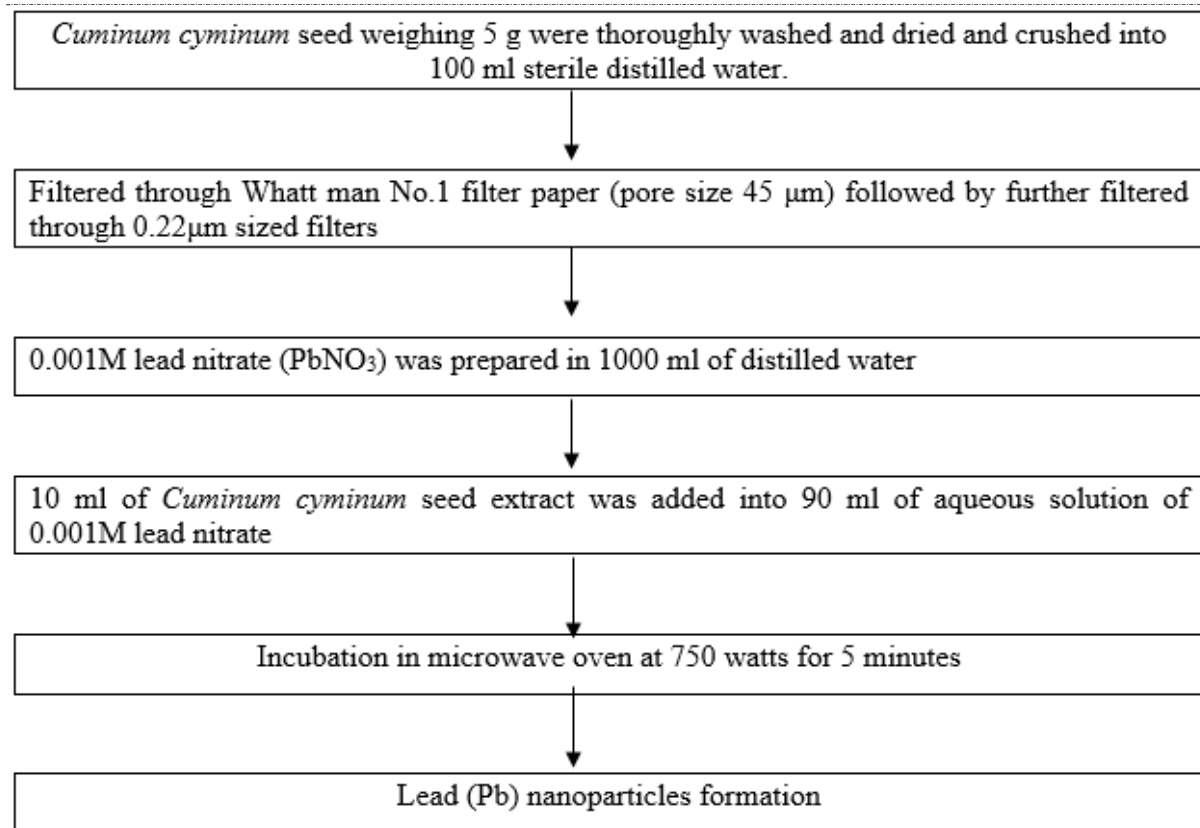 Cuminum cyminum seed weighing 5 g were thoroughly washed and dried and crushed into
100 ml sterile distilled water.
Filtered through Whatt man No.1 filter paper (pore size 45 μm) followed by further filtered
through 0.22μm sized filters
0.001M lead nitrate (PbNO₃) was prepared in 1000 ml of distilled water
10 ml of Cuminum cyminum seed extract was added into 90 ml of aqueous solution of
0.001M lead nitrate
Incubation in microwave oven at 750 watts for 5 minutes
Lead (Pb) nanoparticles formation